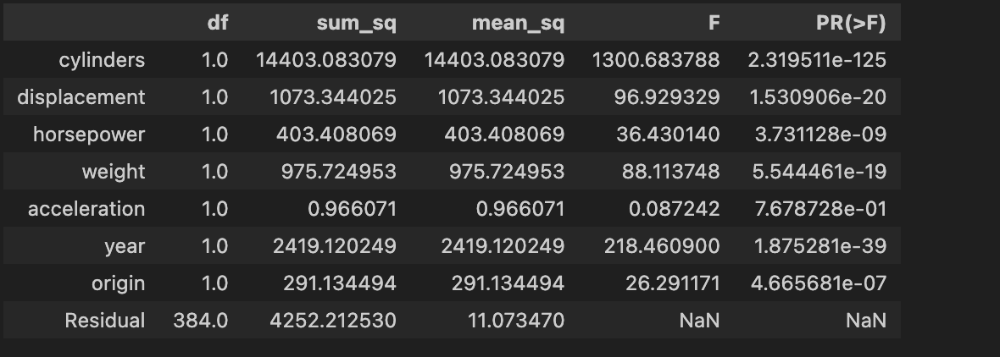 df sum_sq mean_sq F PR(>F)
cylinders 1.0 14403.083079 14403.083079 1300.683788 2.319511e-125
displacement 1.0 1073.344025 1073.344025 96.929329 1.530906e-20
horsepower 1.0 403.408069 403.408069 36.430140 3.731128e-09
weight 1.0 975.724953 975.724953 88.113748 5.544461e-19
acceleration 1.0 0.966071 0.966071 0.087242 7.678728e-01
year 1.0 2419.120249 2419.120249 218.460900 1.875281e-39
origin 1.0 291.134494 291.134494 26.291171 4.665681e-07
Residual 384.0 4252.212530 11.073470 NaN NaN